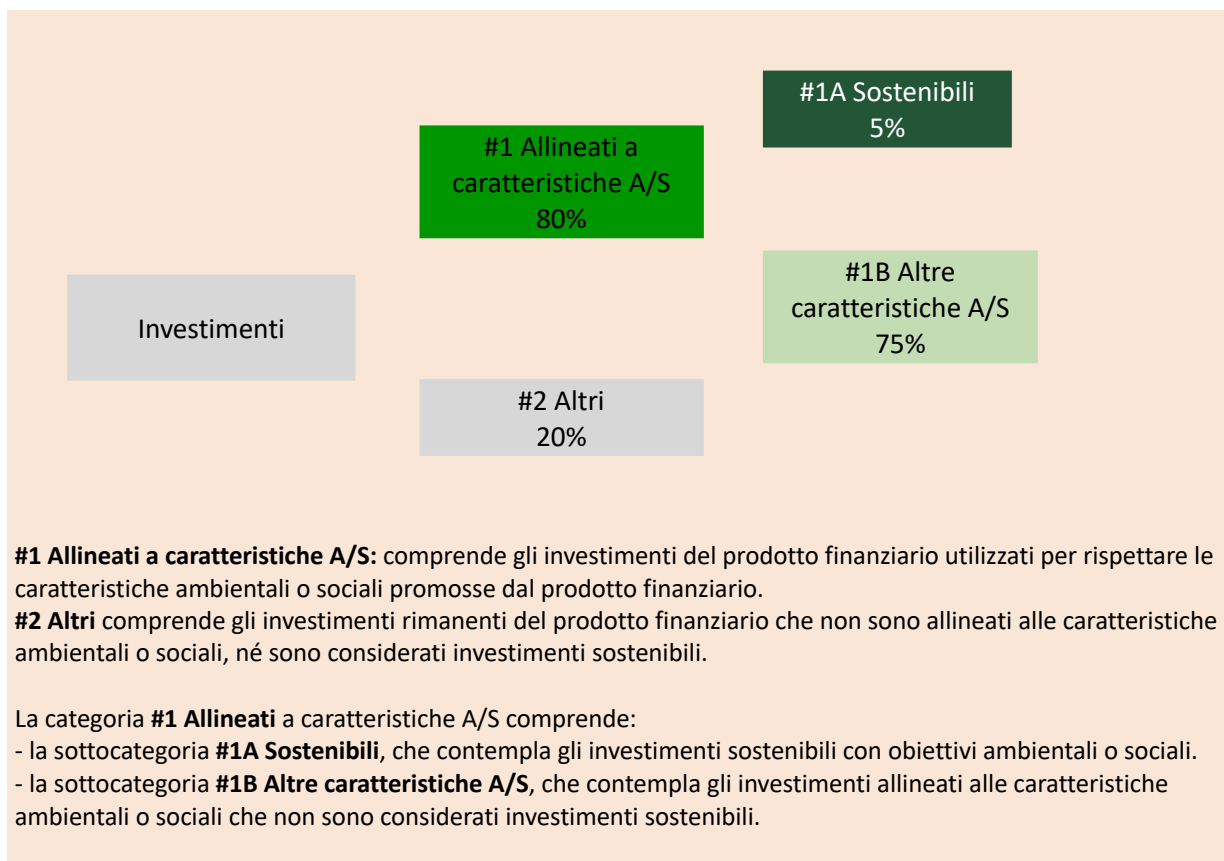 #1A Sostenibili
5%
#1 Allineati a
caratteristiche A/S
80%
#1B Altre
caratteristiche A/S
75%
Investimenti
#2 Altri
20%
#1 Allineati a caratteristiche A/S: comprende gli investimenti del prodotto finanziario utilizzati per rispettare le
caratteristiche ambientali o sociali promosse dal prodotto finanziario.
#2 Altri comprende gli investimenti rimanenti del prodotto finanziario che non sono allineati alle caratteristiche
ambientali o sociali, né sono considerati investimenti sostenibili.
La categoria #1 Allineati a caratteristiche A/S comprende:
- la sottocategoria #1A Sostenibili, che contempla gli investimenti sostenibili con obiettivi ambientali o sociali.
- la sottocategoria #1B Altre caratteristiche A/S, che contempla gli investimenti allineati alle caratteristiche
ambientali o sociali che non sono considerati investimenti sostenibili.